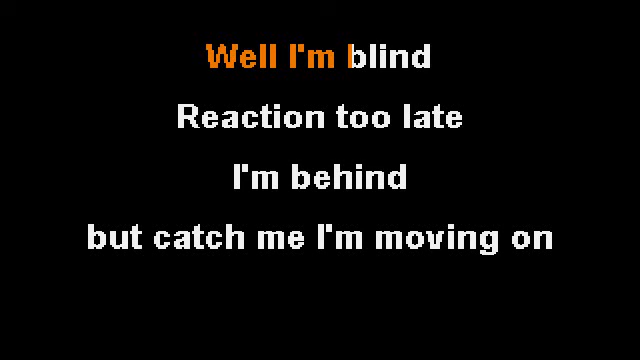 Well I'm blind
Reaction too late
I'm behind
but catch me I'm moving on